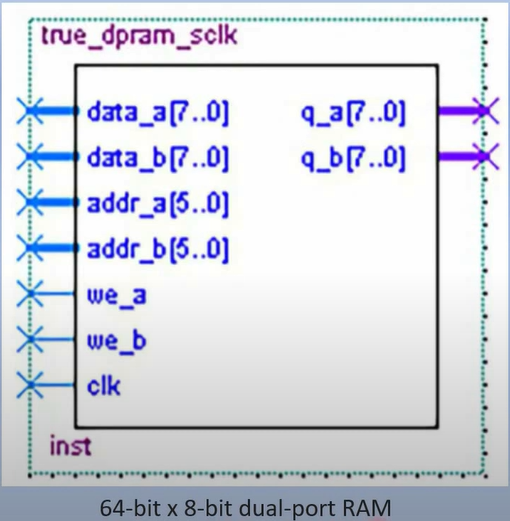 true_dpram_sclk
data_a[7..0]
q_a[7..0]
data_b[7..0]
q_b[7..0]
addr_a[5..0]
addr_b[5..0]
we_a
we_b
clk
inst
64-bit x 8-bit dual-port RAM